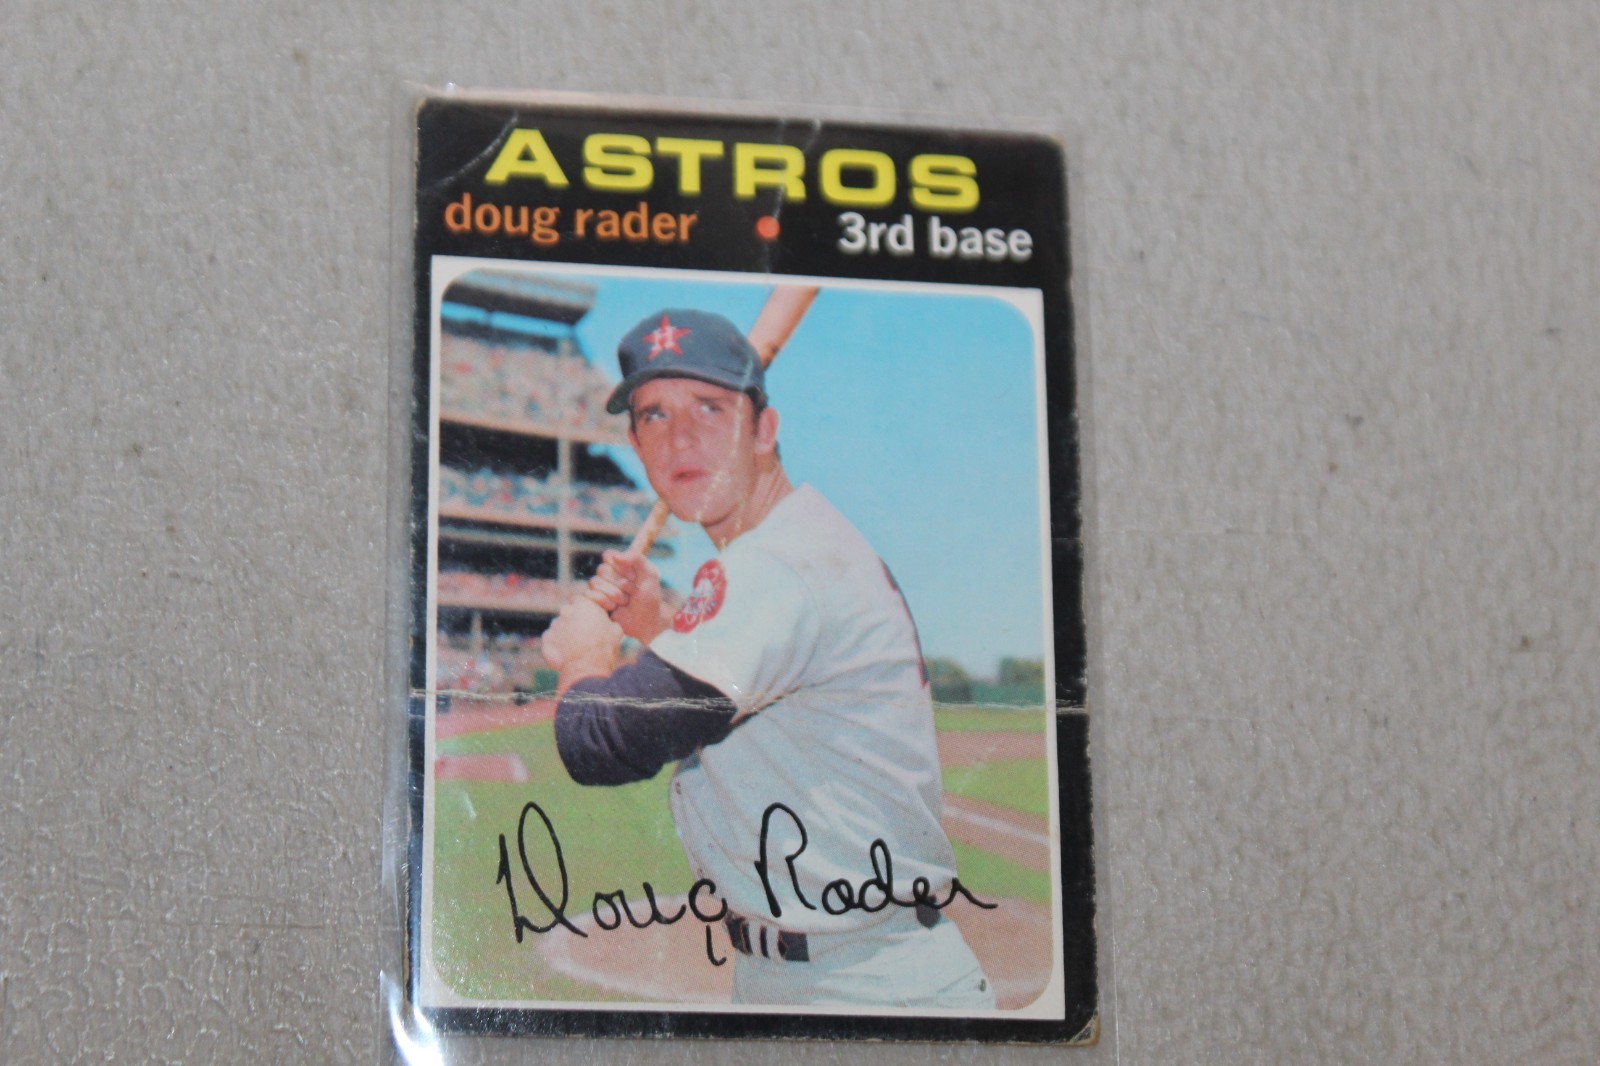 ASTROS
doug rader • 3rd base
H
Doug Rader